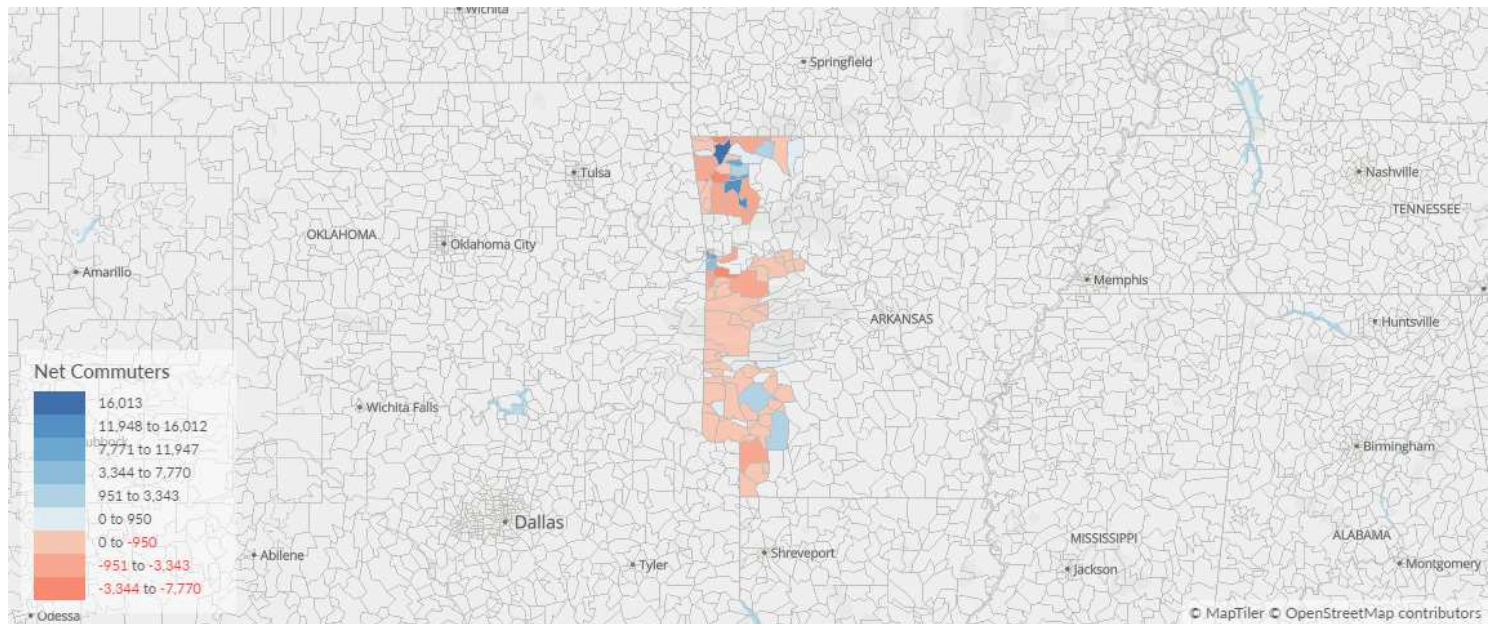 Wichita
Springfield
Tulsa
Nashville
TENNESSEE
OKLAHOMA
Oklahoma City
Amarillo
Memphis
ARKANSAS
Huntsville
Net Commuters
16,013
11,948 to 16,012
Wichita Falls
ubbock
7,771 to 11,947
Birmingham
3,344 to 7,770
951 to 3,343
0 to 950
Dallas
0 to -950
MISSISSIPPI
ALABAMA
Abilene
Tyler
Shreveport
-951 to -3,343
Jackson
Montgomery
-3,344 to -7,770
Odessa
© MapTiler © OpenStreetMap contributors